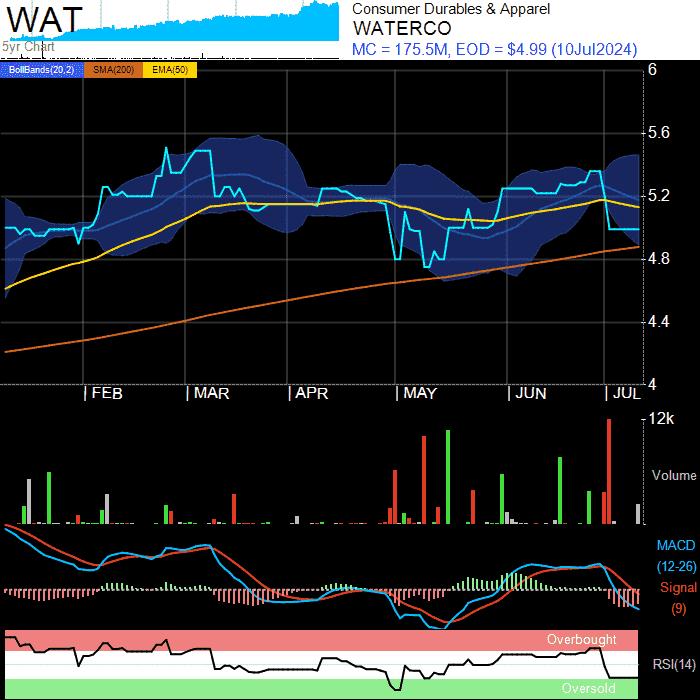 WAT
5yr Chart
Consumer Durables & Apparel
WATERCO
MC = 175.5M, EOD = $4.99 (10Jul2024)
BollBands(20,2) SMA(200) EMA(50)
6
5.6
5.2
4.8
4.4
4
FEB MAR APR MAY JUN JUL
12k
Volume
MACD
(12-26)
Signal
(9)
Overbought
RSI(14)
Oversold